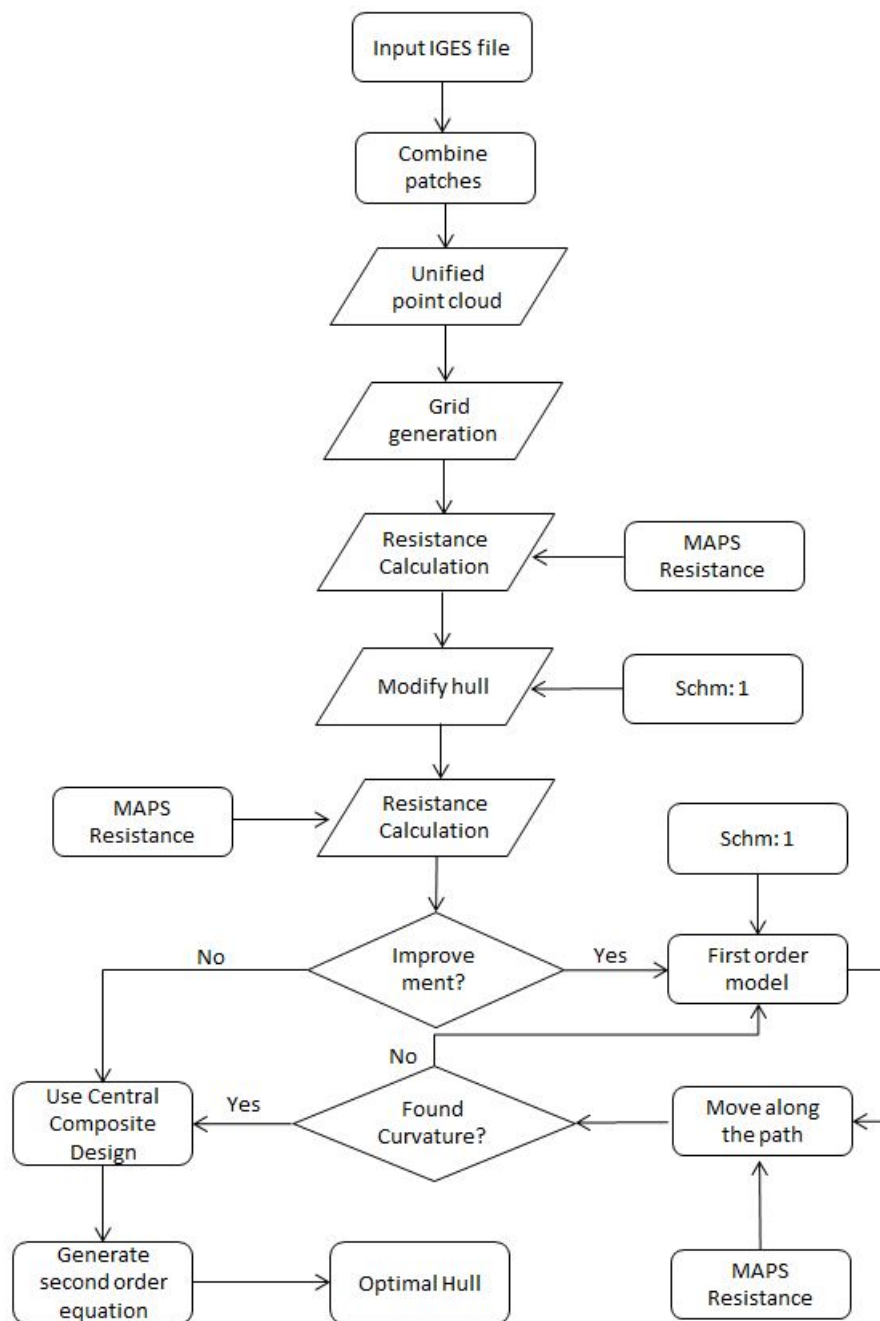 Input IGES file
Combine
patches
Unified
point cloud
Grid
generation
Resistance
Calculation
MAPS
Resistance
Modify hull
Schm: 1
MAPS
Resistance
Resistance
Calculation
Schm: 1
No
Improve
ment?
Yes
First order
model
No
Use Central
Composite
Design
Yes
Found
Curvature?
Move along
the path
Generate
second order
equation
Optimal Hull
MAPS
Resistance